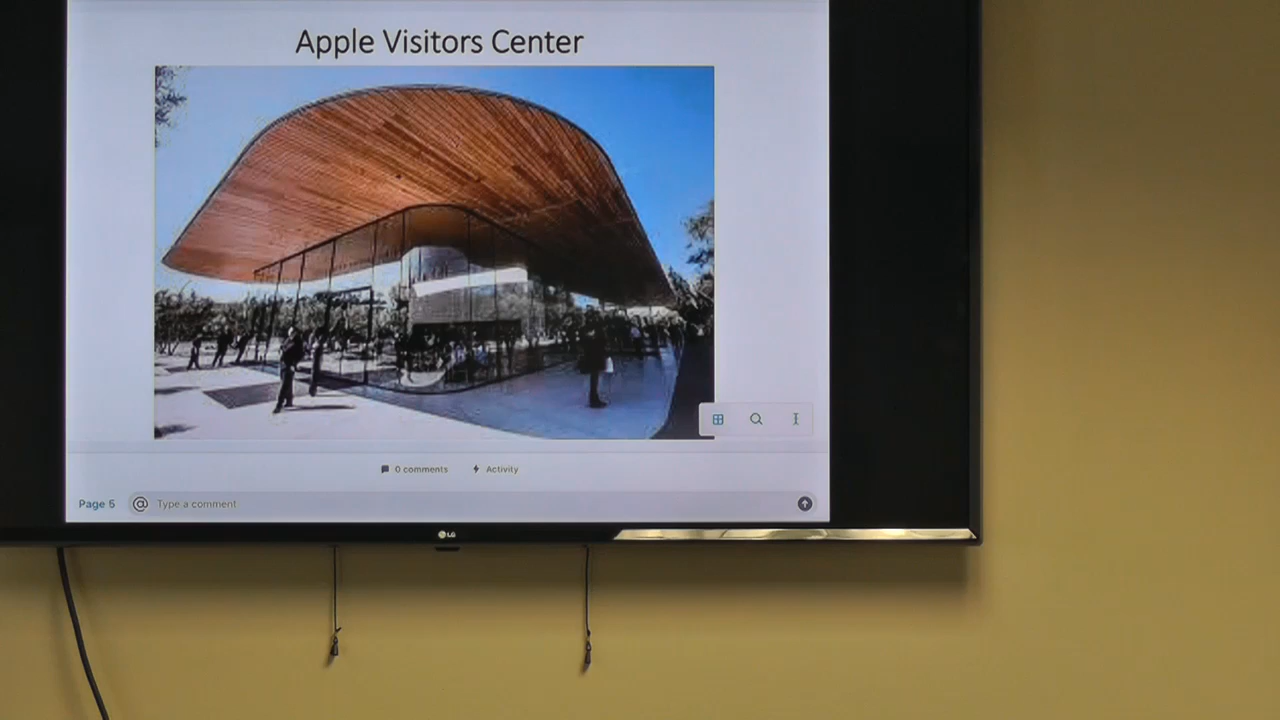 Apple Visitors Center
0 comments
Activity
Page 5
@ Type a comment
LG